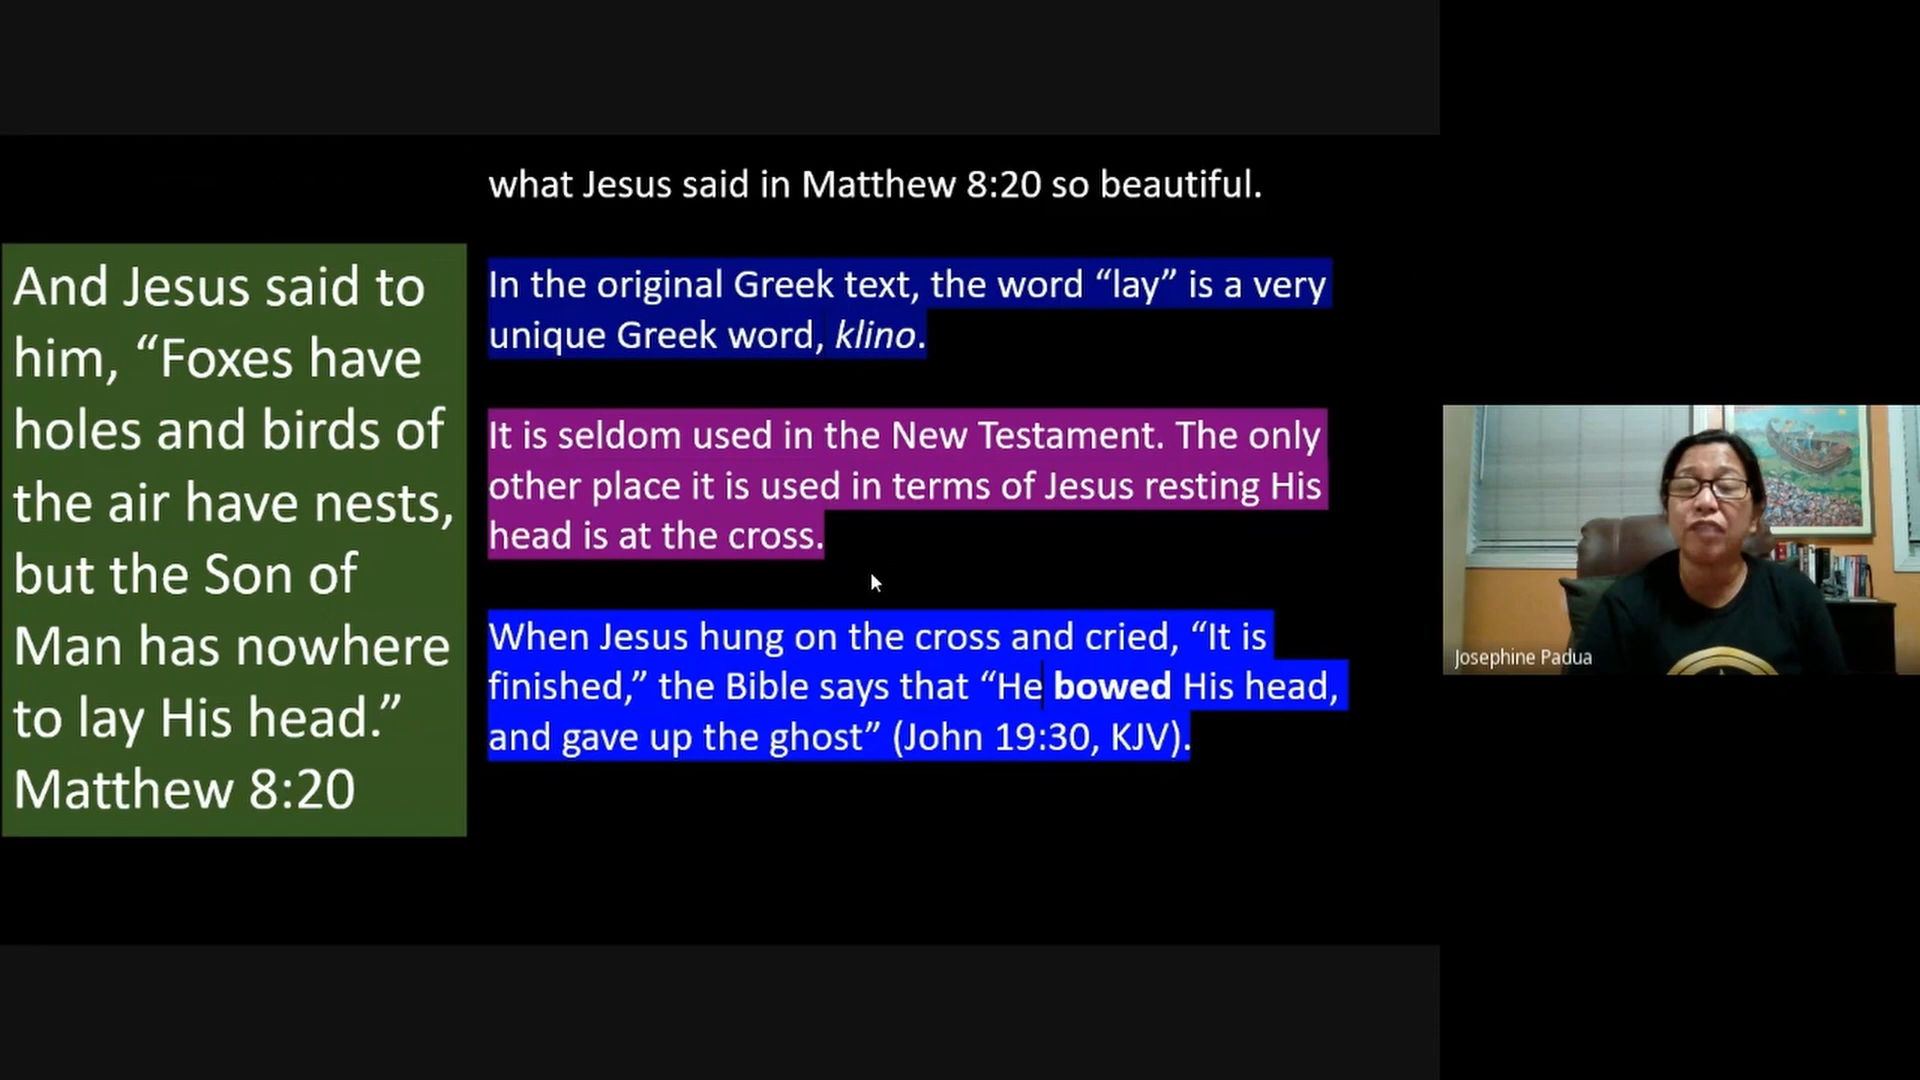 what Jesus said in Matthew 8:20 so beautiful.
And Jesus said to
him, “Foxes have
holes and birds of
the air have nests,
but the Son of
Man has nowhere
to lay His head.”
Matthew 8:20
In the original Greek text, the word “lay” is a very
unique Greek word, klino.
It is seldom used in the New Testament. The only
other place it is used in terms of Jesus resting His
head is at the cross.
When Jesus hung on the cross and cried, “It is
finished,” the Bible says that “He bowed His head,
and gave up the ghost” (John 19:30, KJV).
Josephine Padua